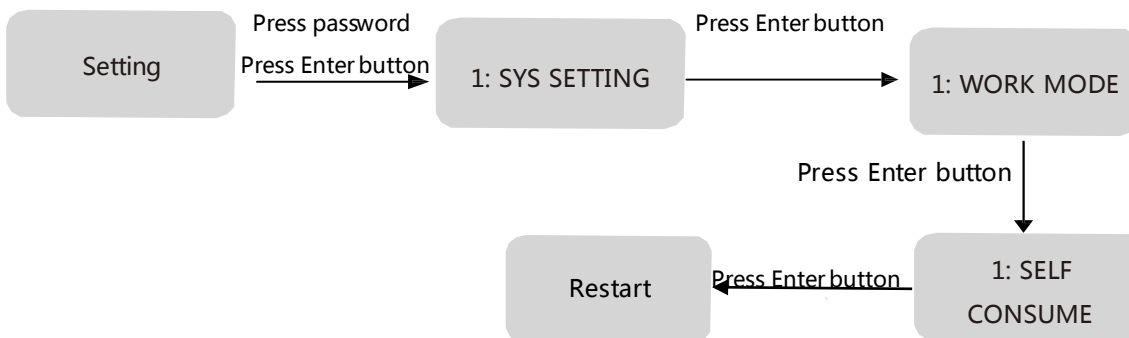 Setting
Press password
Press Enter button
1: SYS SETTING
Press Enter button
1: WORK MODE
Press Enter button
1: SELF
CONSUME
Press Enter button
Restart